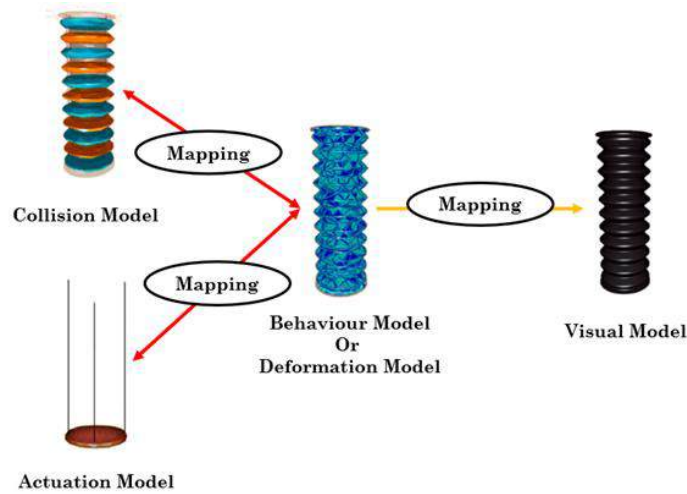 Mapping
Collision Model
Mapping
Mapping
Behaviour Model
Or
Deformation Model
Visual Model
Actuation Model